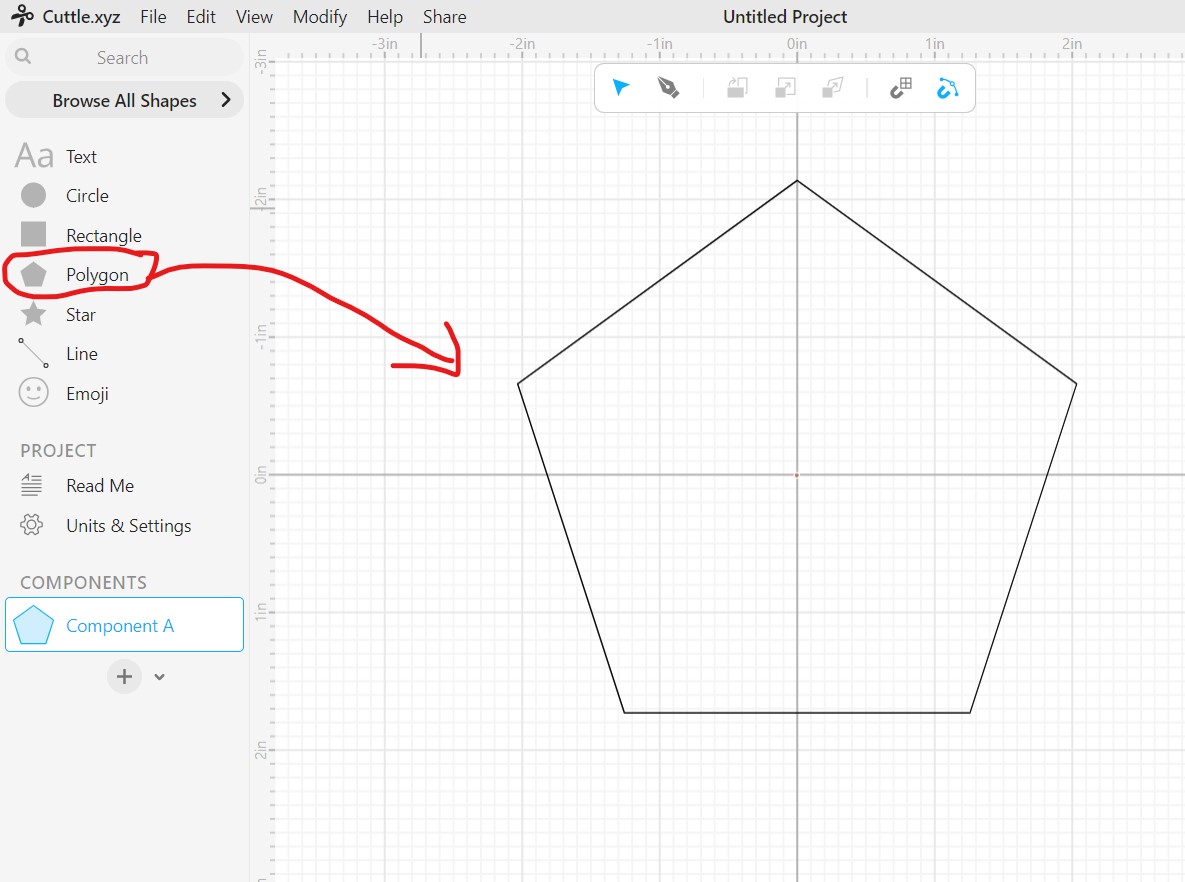 Cuttle.xyz File Edit View Modify Help Share Untitled Project
-3in -2in -1in 0in 1in 2in
Search
Browse All Shapes
Aa Text
Circle
Rectangle
Polygon
Star
Line
Emoji
PROJECT
Read Me
Units & Settings
COMPONENTS
Component A
-3in
-2in
-1in
0in
1in
2in